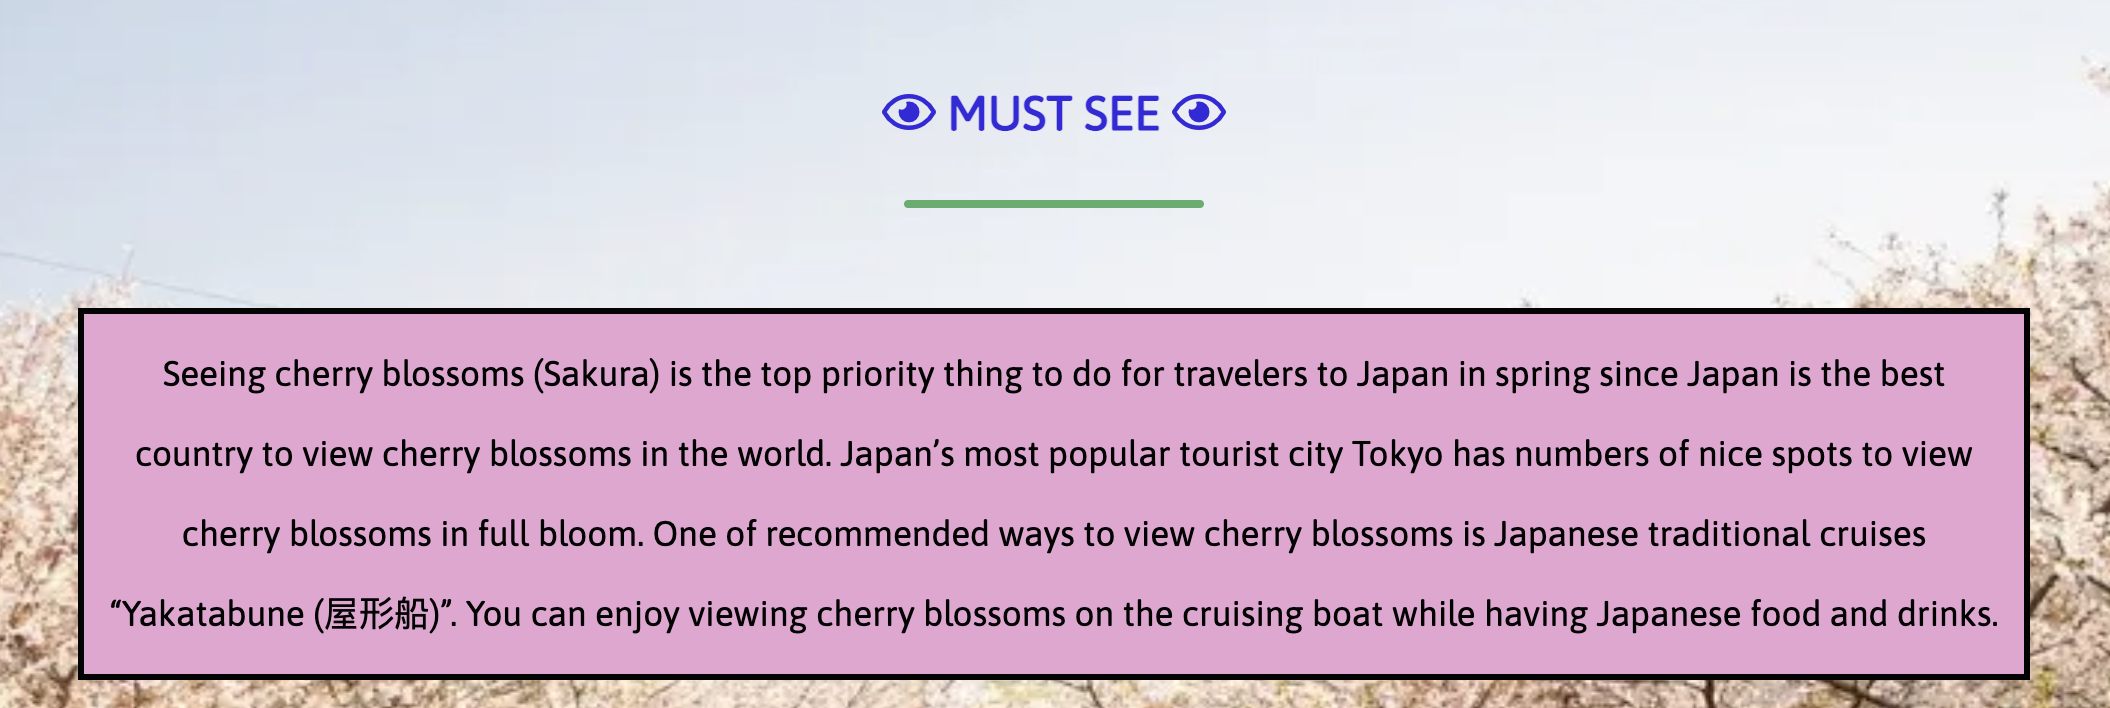 MUST SEE
Seeing cherry blossoms (Sakura) is the top priority thing to do for travelers to Japan in spring since Japan is the best
country to view cherry blossoms in the world. Japan’s most popular tourist city Tokyo has numbers of nice spots to view
cherry blossoms in full bloom. One of recommended ways to view cherry blossoms is Japanese traditional cruises
“Yakatabune (屋形船)”. You can enjoy viewing cherry blossoms on the cruising boat while having Japanese food and drinks.